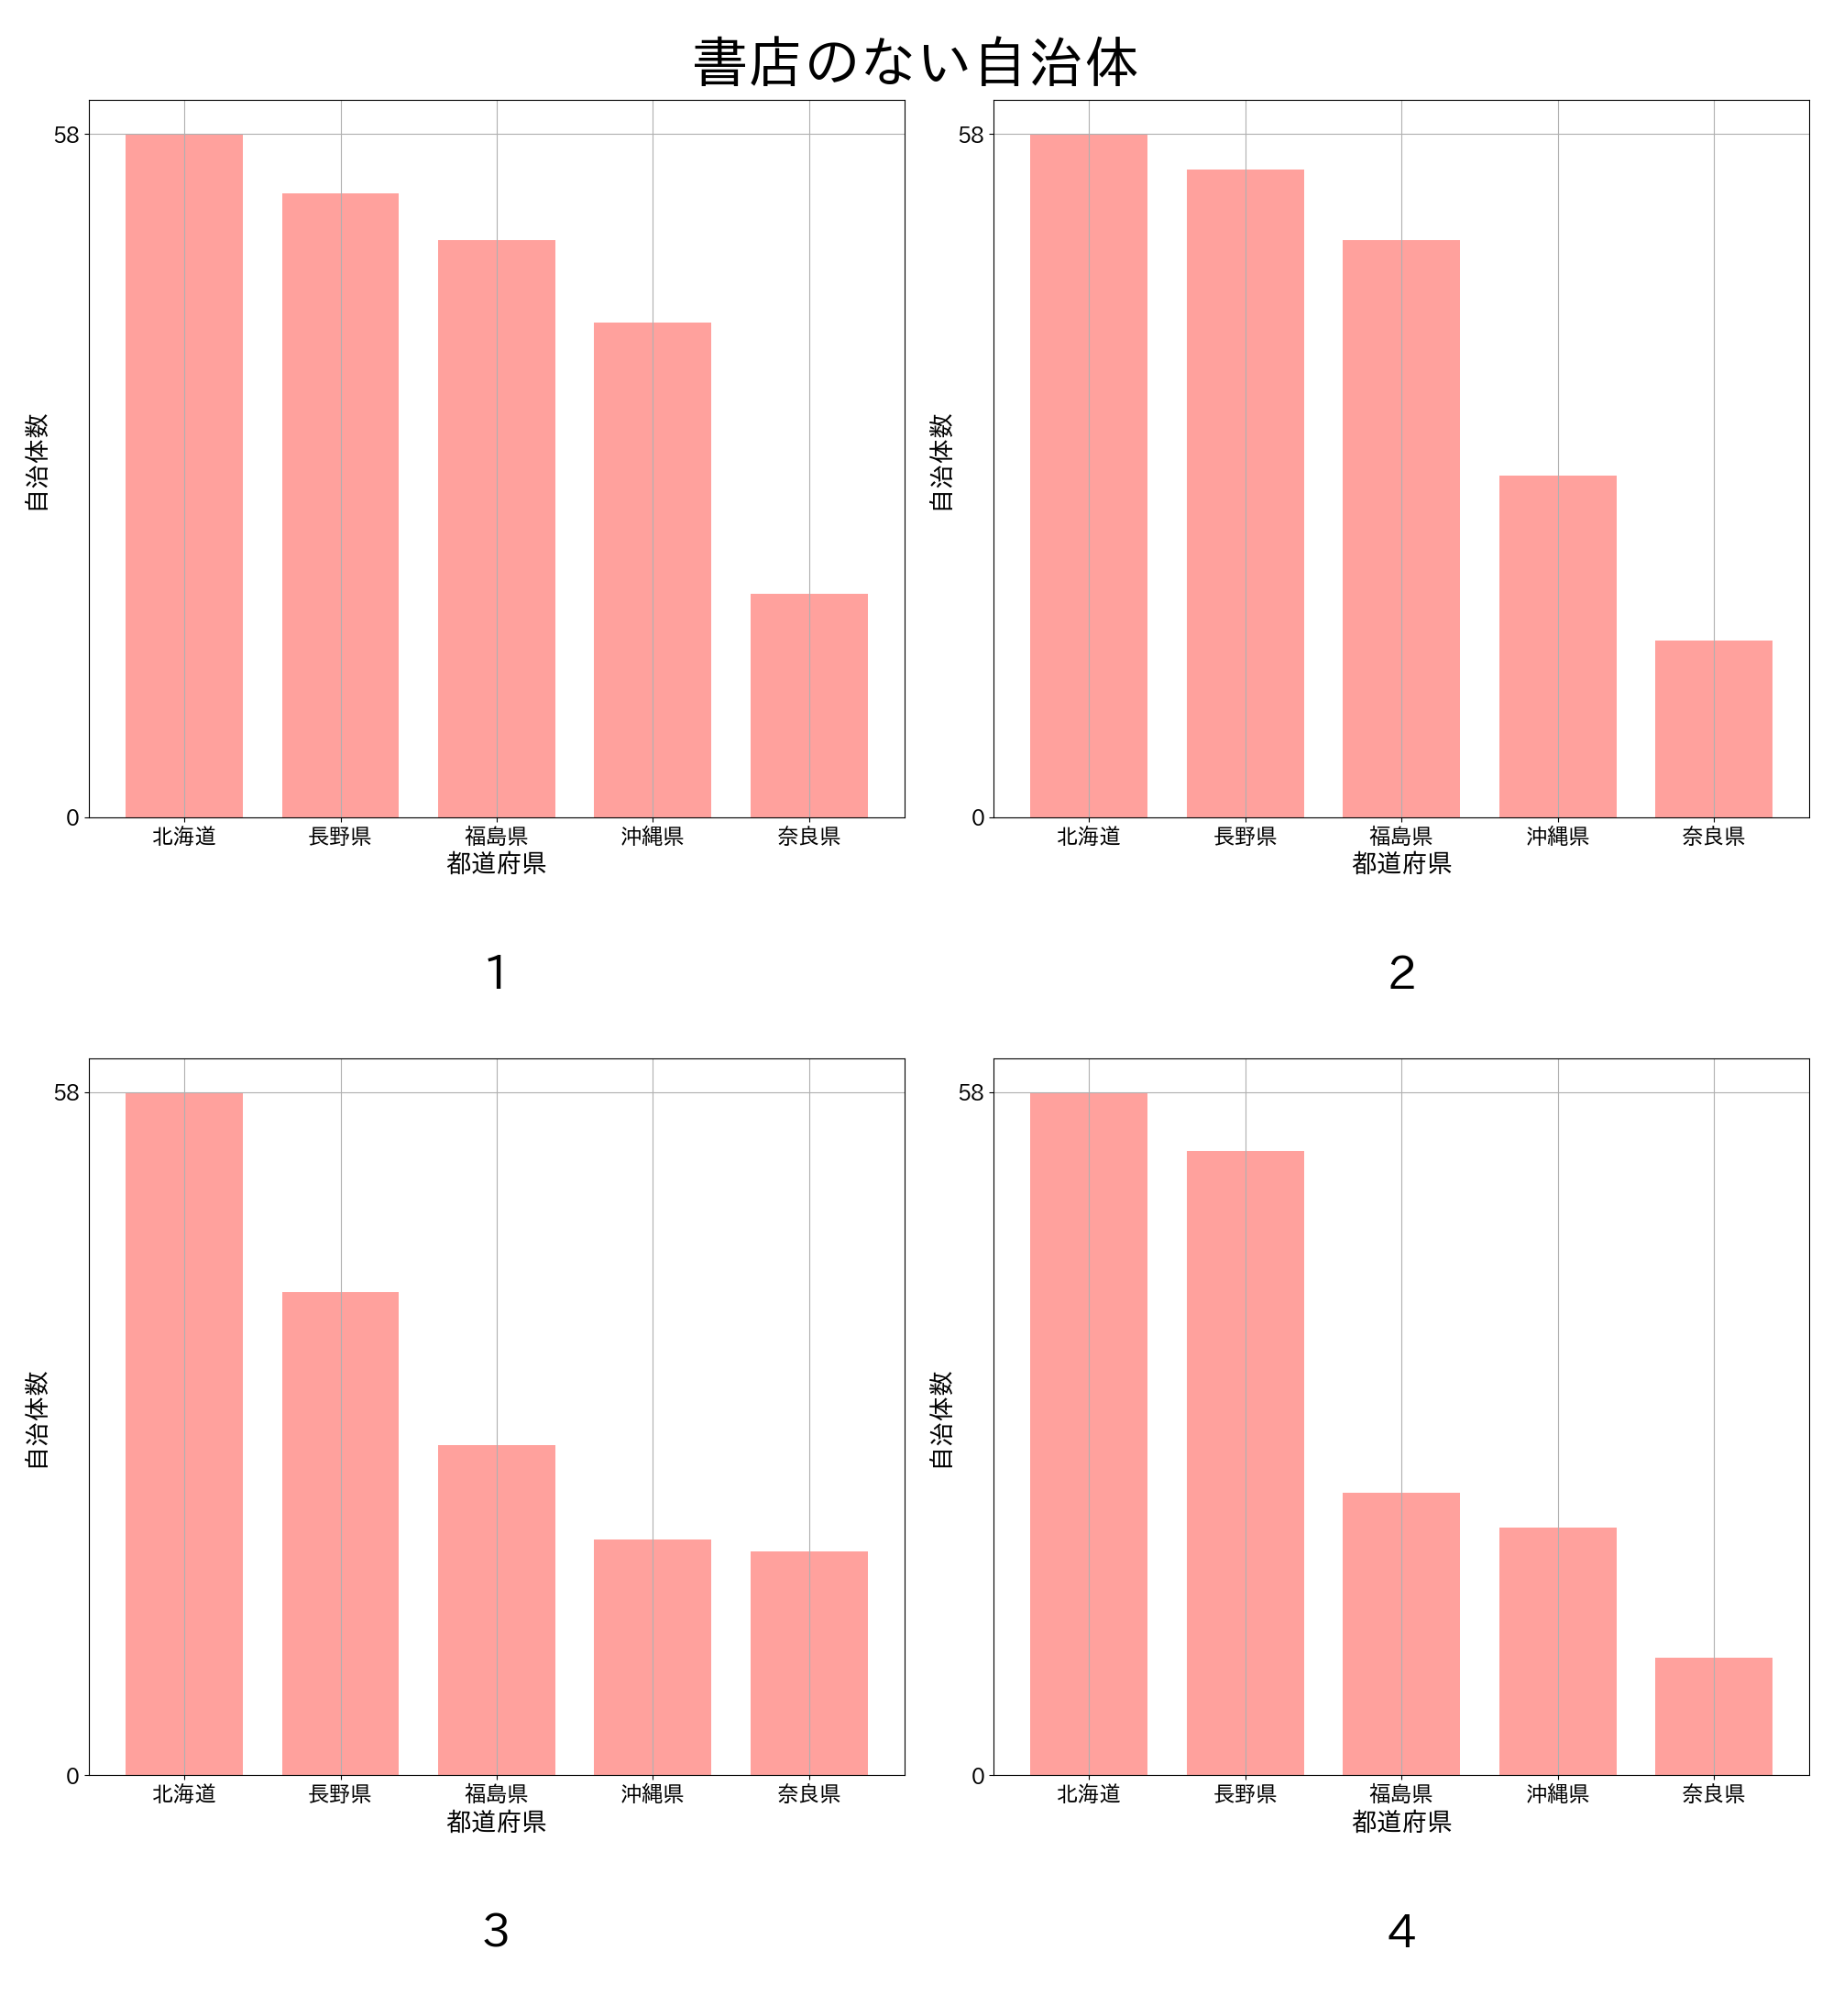 書店のない自治体
58
0
自治体数
北海道 長野県 福島県 沖縄県 奈良県
都道府県
1
58
0
自治体数
北海道 長野県 福島県 沖縄県 奈良県
都道府県
2
58
0
自治体数
北海道 長野県 福島県 沖縄県 奈良県
都道府県
3
58
0
自治体数
北海道 長野県 福島県 沖縄県 奈良県
都道府県
4